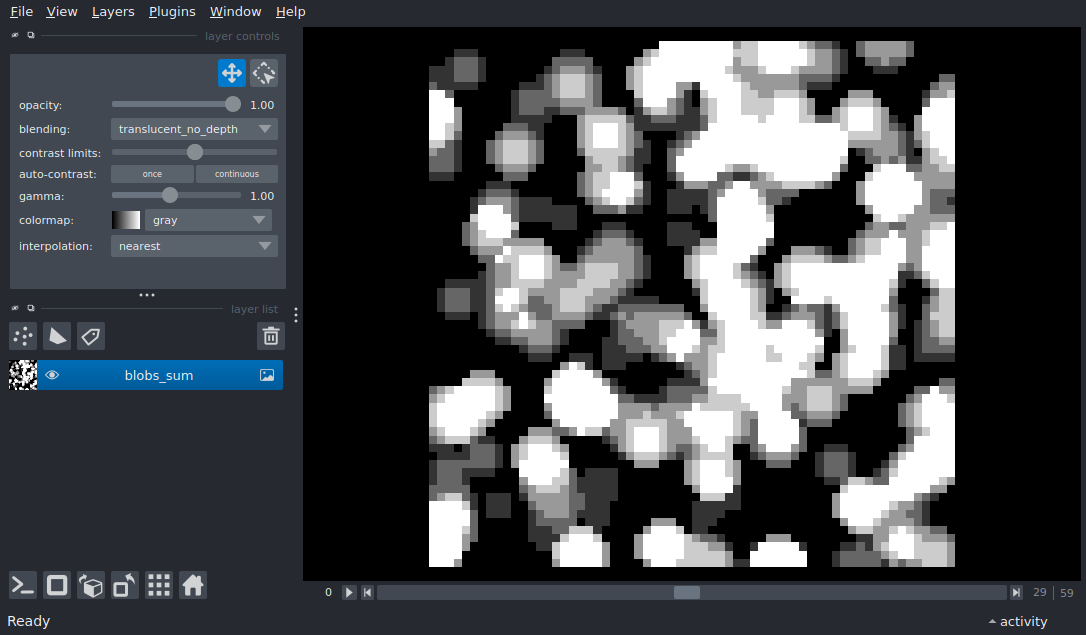 File View Layers Plugins Window Help
layer controls
opacity: 1.00
blending: translucent_no_depth
contrast limits:
auto-contrast: once continuous
gamma: 1.00
colormap: gray
interpolation: nearest
layer list
blobs_sum
0 29 59
Ready activity